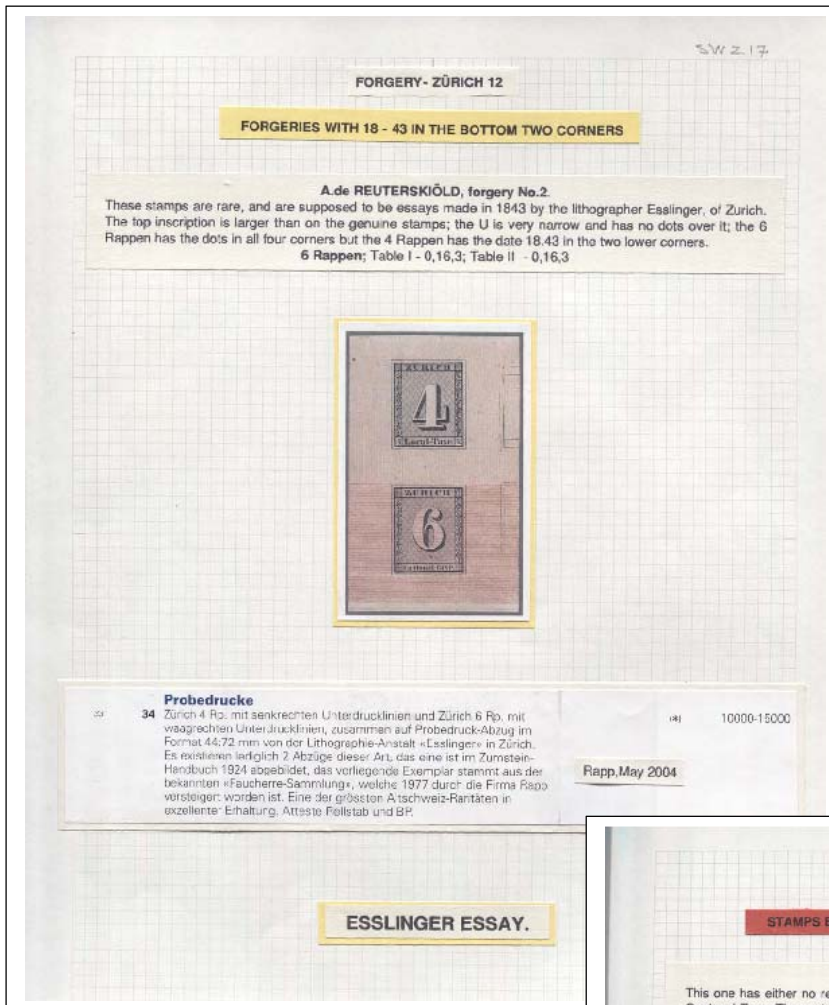 SW Z 17
FORGERY- ZÜRICH 12
FORGERIES WITH 18 - 43 IN THE BOTTOM TWO CORNERS
A.de REUTERSKIÖLD, forgery No.2.
These stamps are rare, and are supposed to be essays made in 1843 by the lithographer Esslinger, of Zurich.
The top inscription is larger than on the genuine stamps; the U is very narrow and has no dots over it; the 6
Rappen has the dots in all four corners but the 4 Rappen has the date 18.43 in the two lower corners.
6 Rappen; Table I - 0,16,3; Table II - 0,16,3
ZURICH
4
Local-Taxe
ZURICH
6
Probedrucke
34 Zürich 4 Rp. mit senkrechten Unterdrucklinien und Zürich 6 Rp. mit
waagrechten Unterdrucklinien, zusammen auf Probedruck-Abzug im
Format 44:72 mm von der Lithographie-Anstalt «Esslinger» in Zürich.
Es existieren lediglich 2 Abzüge dieser Art, das eine ist im Zumstein-
Handbuch 1924 abgebildet, das vorliegende Exemplar stammt aus der
bekannten «Faucherre-Sammlung», welche 1977 durch die Firma Rapp
versteigert worden ist. Eine der grössten Altschweiz-Raritäten in
exzellenter Erhaltung. Atteste Rellstab und BP.
10000-15000
Rapp,May 2004
ESSLINGER ESSAY.
STAMPS
This one has either no